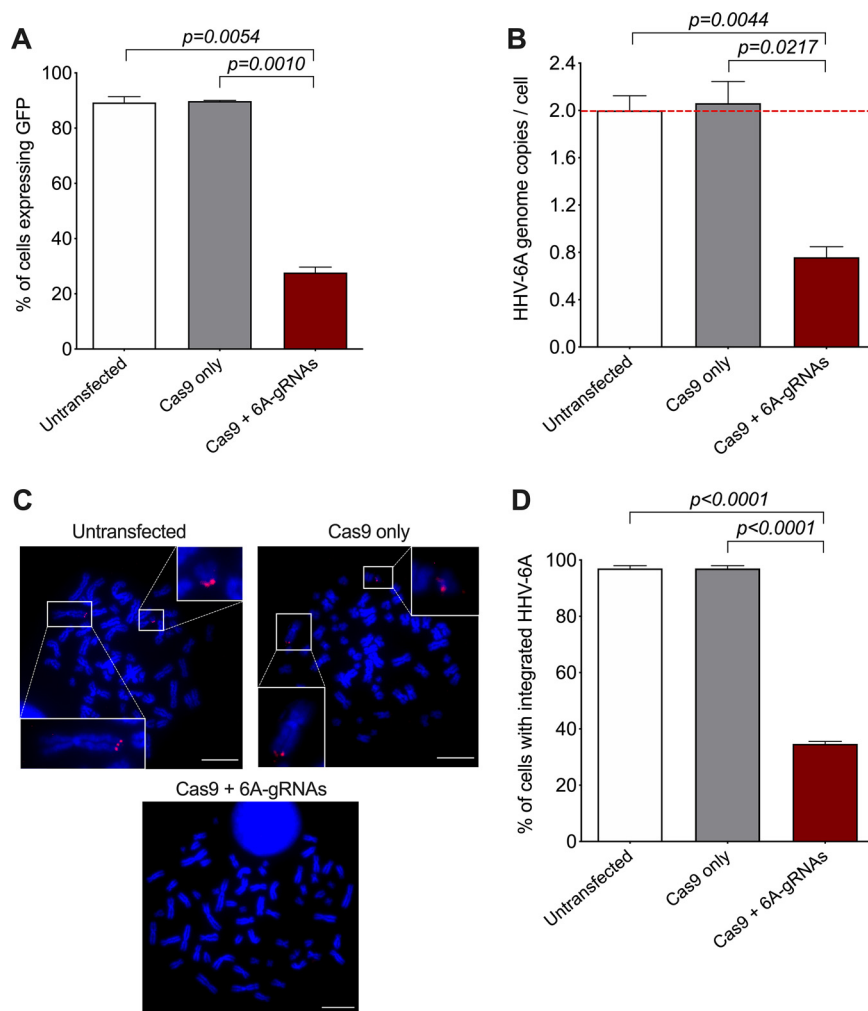 A
p=0.0054
p=0.0010
% of cells expressing GFP
100
80
60
40
20
0
Untransfected
Cas9 only
Cas9 + 6A-gRNAs
B
p=0.0044
p=0.0217
HHV-6A genome copies / cell
2.4
2.0
1.6
1.2
0.8
0.4
0.0
Untransfected
Cas9 only
Cas9 + 6A-gRNAs
C
Untransfected
Cas9 only
Cas9 + 6A-gRNAs
D
p<0.0001
p<0.0001
% of cells with integrated HHV-6A
100
80
60
40
20
0
Untransfected
Cas9 only
Cas9 + 6A-gRNAs